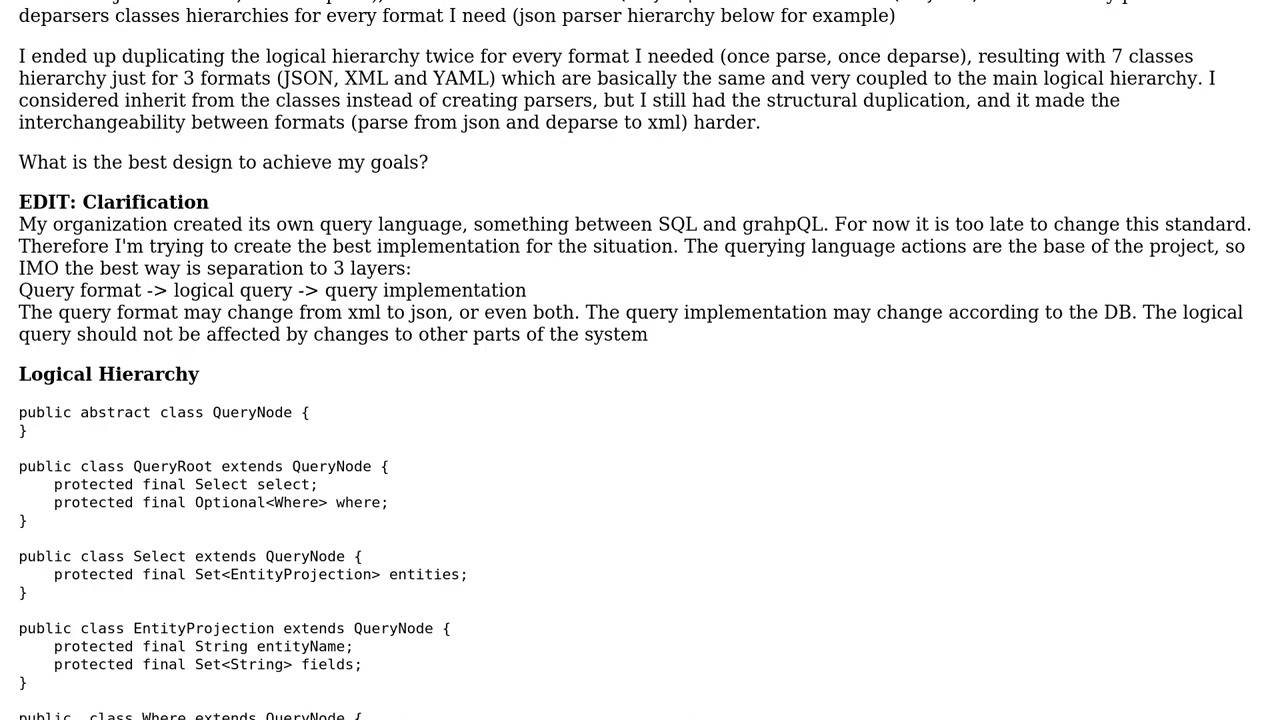 deparsers classes hierarchies for every format I need (json parser hierarchy below for example)
I ended up duplicating the logical hierarchy twice for every format I needed (once parse, once deparse), resulting with 7 classes
hierarchy just for 3 formats (JSON, XML and YAML) which are basically the same and very coupled to the main logical hierarchy. I
considered inherit from the classes instead of creating parsers, but I still had the structural duplication, and it made the
interchangeability between formats (parse from json and deparse to xml) harder.
What is the best design to achieve my goals?
EDIT: Clarification
My organization created its own query language, something between SQL and grahpQL. For now it is too late to change this standard.
Therefore I'm trying to create the best implementation for the situation. The querying language actions are the base of the project, so
IMO the best way is separation to 3 layers:
Query format -> logical query -> query implementation
The query format may change from xml to json, or even both. The query implementation may change according to the DB. The logical
query should not be affected by changes to other parts of the system
Logical Hierarchy
public abstract class QueryNode {
}
public class QueryRoot extends QueryNode {
    protected final Select select;
    protected final Optional<Where> where;
}
public class Select extends QueryNode {
    protected final Set<EntityProjection> entities;
}
public class EntityProjection extends QueryNode {
    protected final String entityName;
    protected final Set<String> fields;
}
public  class Where extends QueryNode {